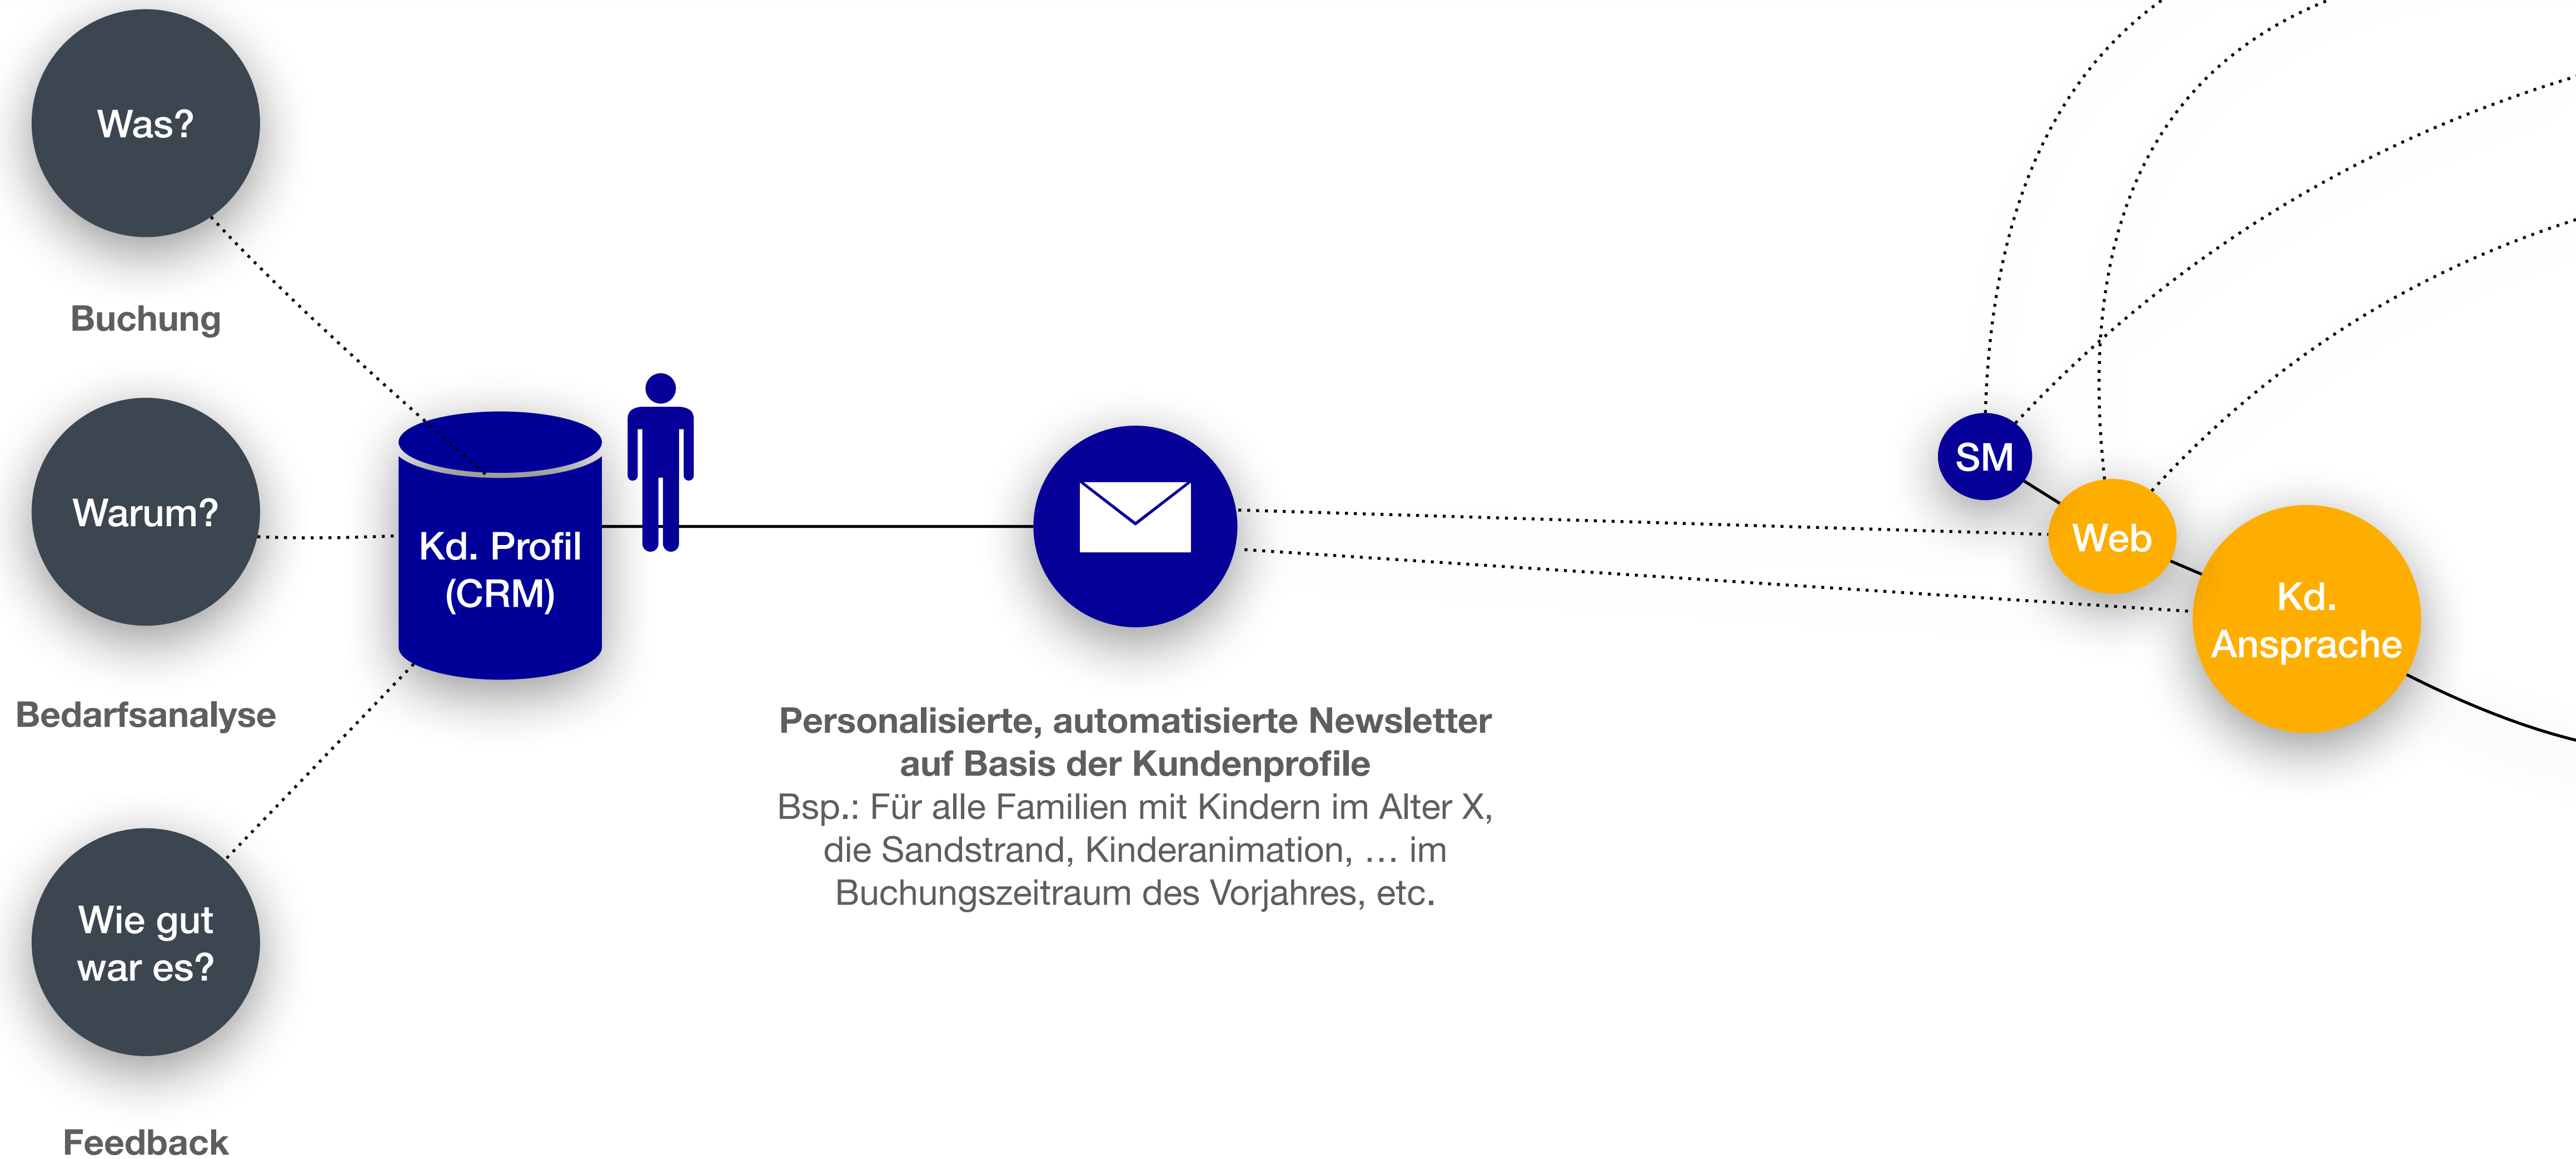 Was?
Buchung
Warum?
Bedarfsanalyse
Wie gut
war es?
Feedback
Kd. Profil
(CRM)
Personalisierte, automatisierte Newsletter
auf Basis der Kundenprofile
Bsp.: Für alle Familien mit Kindern im Alter X,
die Sandstrand, Kinderanimation, … im
Buchungszeitraum des Vorjahres, etc.
SM
Web
Kd.
Ansprache